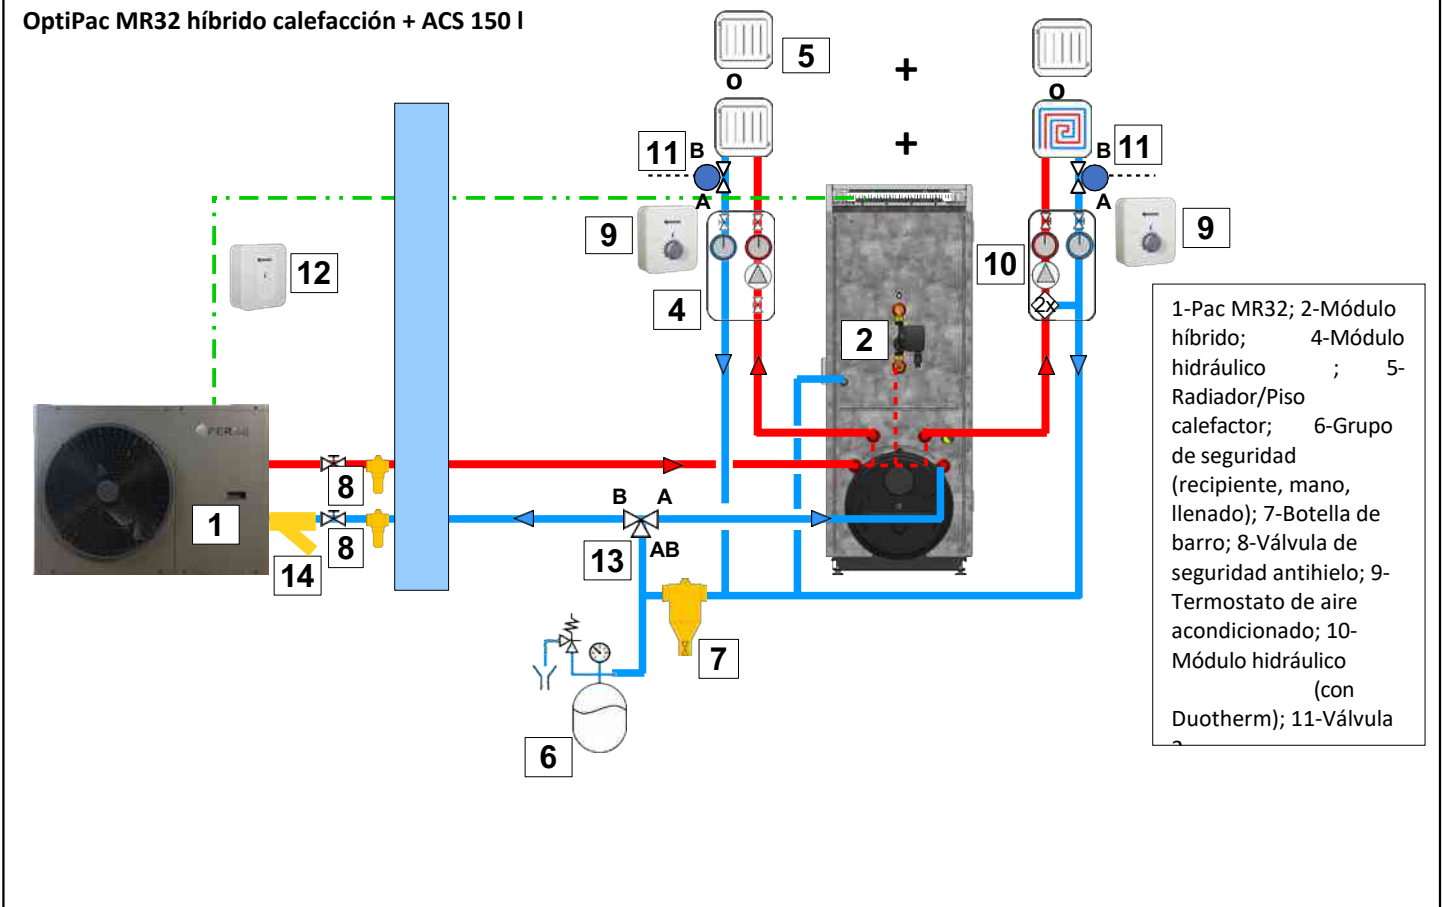 OptiPac MR32 híbrido calefacción + ACS 150 l
5
+
o
o
+
11
B
A
B
11
A
9
9
12
10
4
2
2x
1-Pac MR32; 2-Módulo
híbrido; 4-Módulo
hidráulico ; 5-
Radiador/Piso
calefactor; 6-Grupo
de seguridad
(recipiente, mano,
llenado); 7-Botella de
barro; 8-Válvula de
seguridad antihielo; 9-
Termostato de aire
acondicionado; 10-
Módulo hidráulico
(con
Duotherm); 11-Válvula
8
1
B
A
AB
8
13
14
7
6